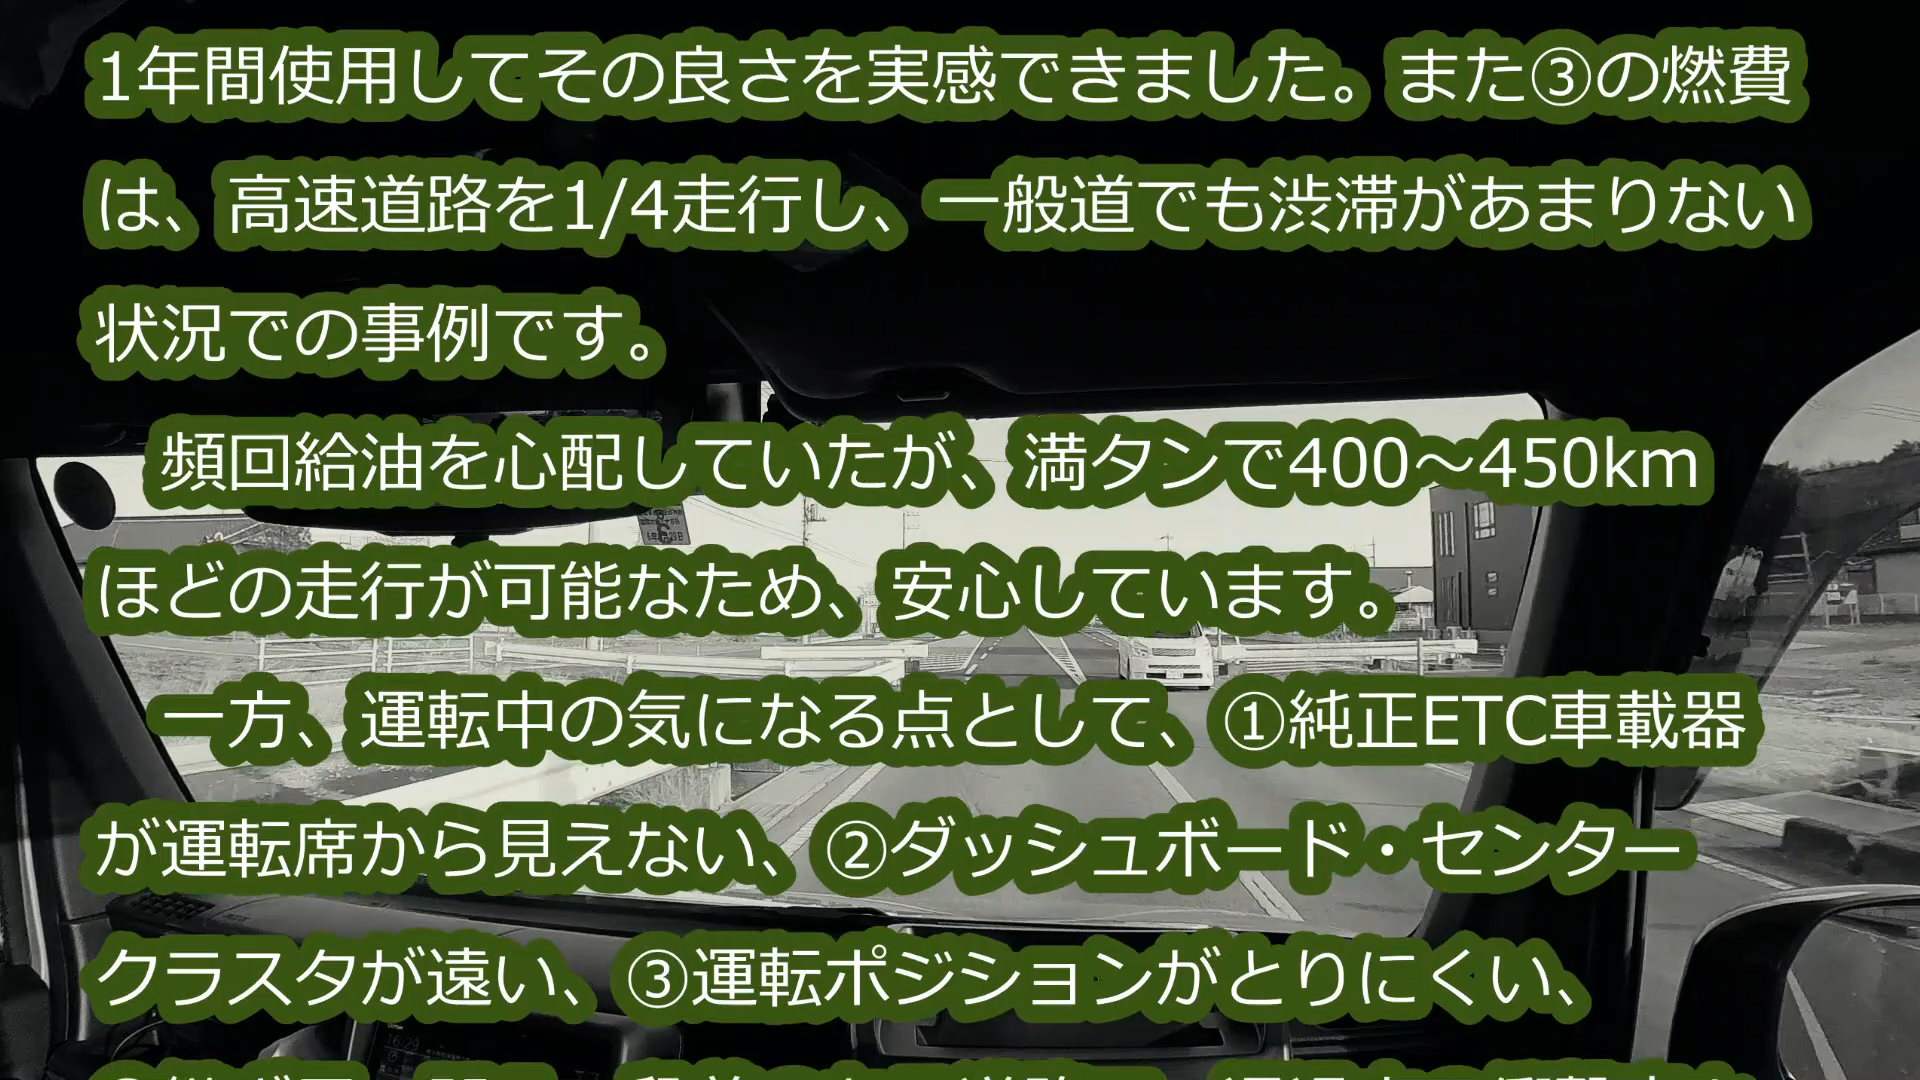 1年間使用してその良さを実感できました。また③の燃費
は、高速道路を1/4走行し、一般道でも渋滞があまりない
状況での事例です。
頻回給油を心配していたが、満タンで400～450km
ほどの走行が可能なため、安心しています。
一方、運転中の気になる点として、①純正ETC車載器
が運転席から見えない、②ダッシュボード・センター
クラスタが遠い、③運転ポジションがとりにくい、
16:29